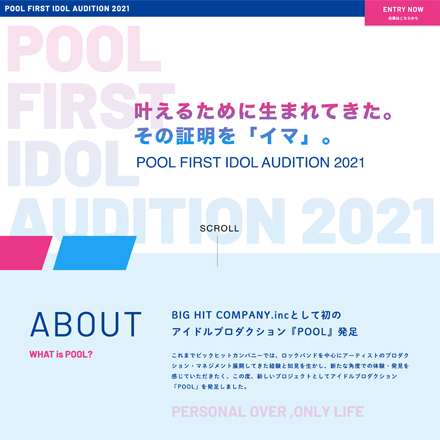 POOL FIRST IDOL AUDITION 2021
ENTRY NOW
応募はこちらから
POOL
FIRST
IDOL
AUDITION 2021
叶えるために生まれてきた。
その証明を「イマ」。
POOL FIRST IDOL AUDITION 2021
SCROLL
ABOUT
WHAT is POOL?
BIG HIT COMPANY.incとして初の
アイドルプロダクション『POOL』発足
これまでビックヒットカンパニーでは、ロックバンドを中心にアーティストのプロダク
ション・マネジメント展開してきた経験と知見を生かし、新たな角度での体験・発見を
感じていただきたく、この度、新しいプロジェクトとしてアイドルプロダクション
「POOL」を発足しました。
PERSONAL OVER ,ONLY LIFE